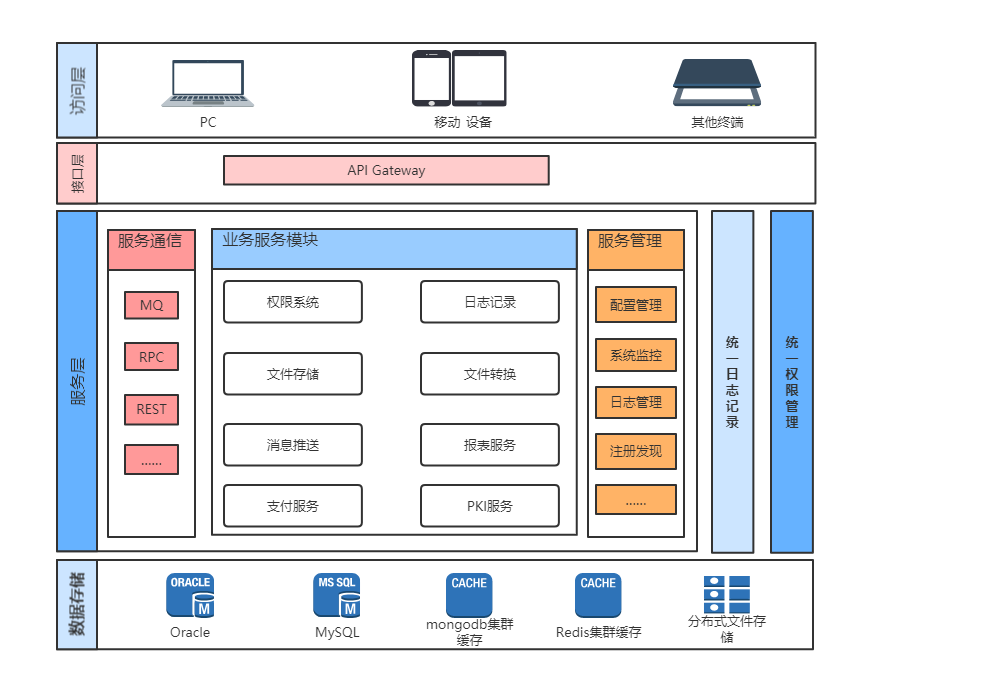 访问层
PC
移动 设备
其他终端
接口层
API Gateway
服务层
服务通信
MQ
RPC
REST
......
业务服务模块
权限系统
日志记录
文件存储
文件转换
消息推送
报表服务
支付服务
PKI服务
服务管理
配置管理
系统监控
日志管理
注册发现
......
统一日志记录
统一权限管理
数据存储
ORACLE
M
Oracle
MS SQL
M
MySQL
CACHE
mongodb集群
缓存
CACHE
Redis集群缓存
分布式文件存
储